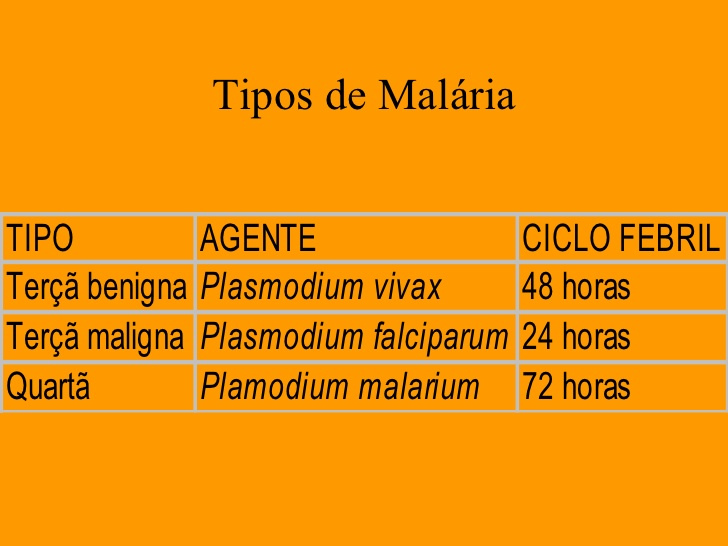 Tipos de Malária
TIPO AGENTE CICLO FEBRIL
Terçã benigna Plasmodium vivax 48 horas
Terçã maligna Plasmodium falciparum 24 horas
Quartã Plamodium malarium 72 horas